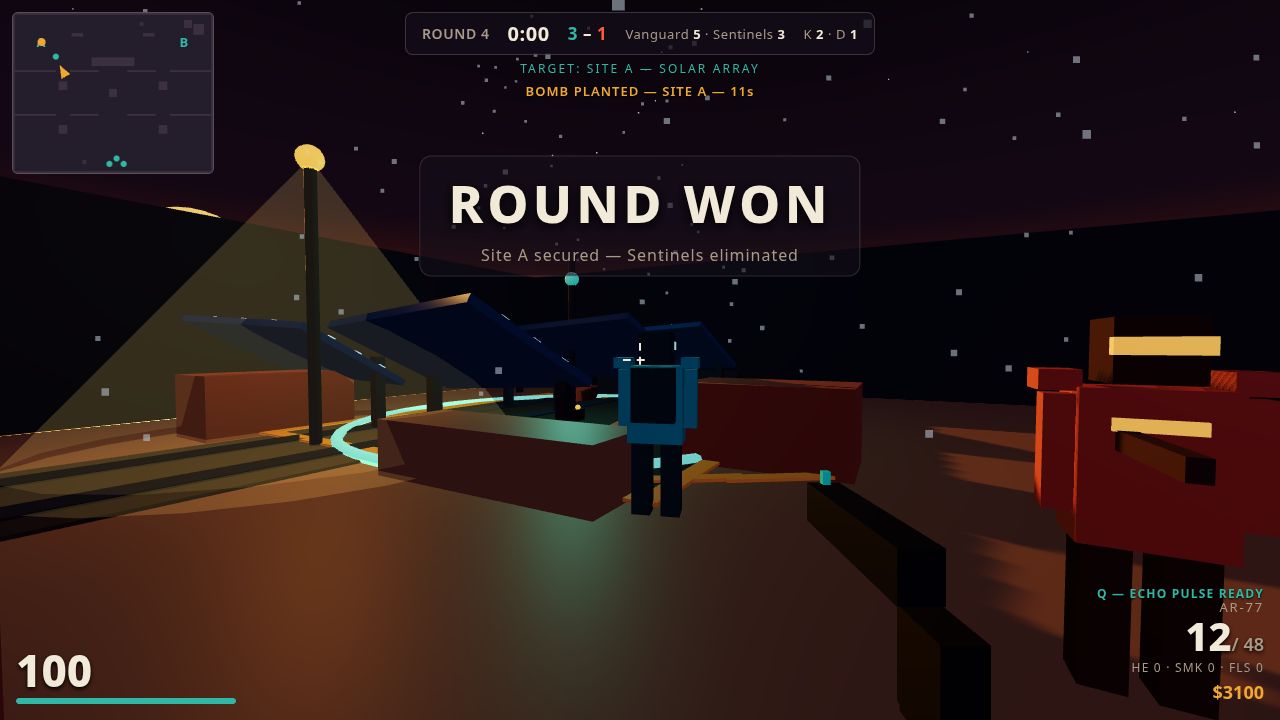 B
ROUND 4 0:00 3 – 1 Vanguard 5 · Sentinels 3 K 2 · D 1
TARGET: SITE A — SOLAR ARRAY
BOMB PLANTED — SITE A — 11s
ROUND WON
Site A secured — Sentinels eliminated
Q — ECHO PULSE READY
AR-77
12 / 48
HE 0 · SMK 0 · FLS 0
$3100
100